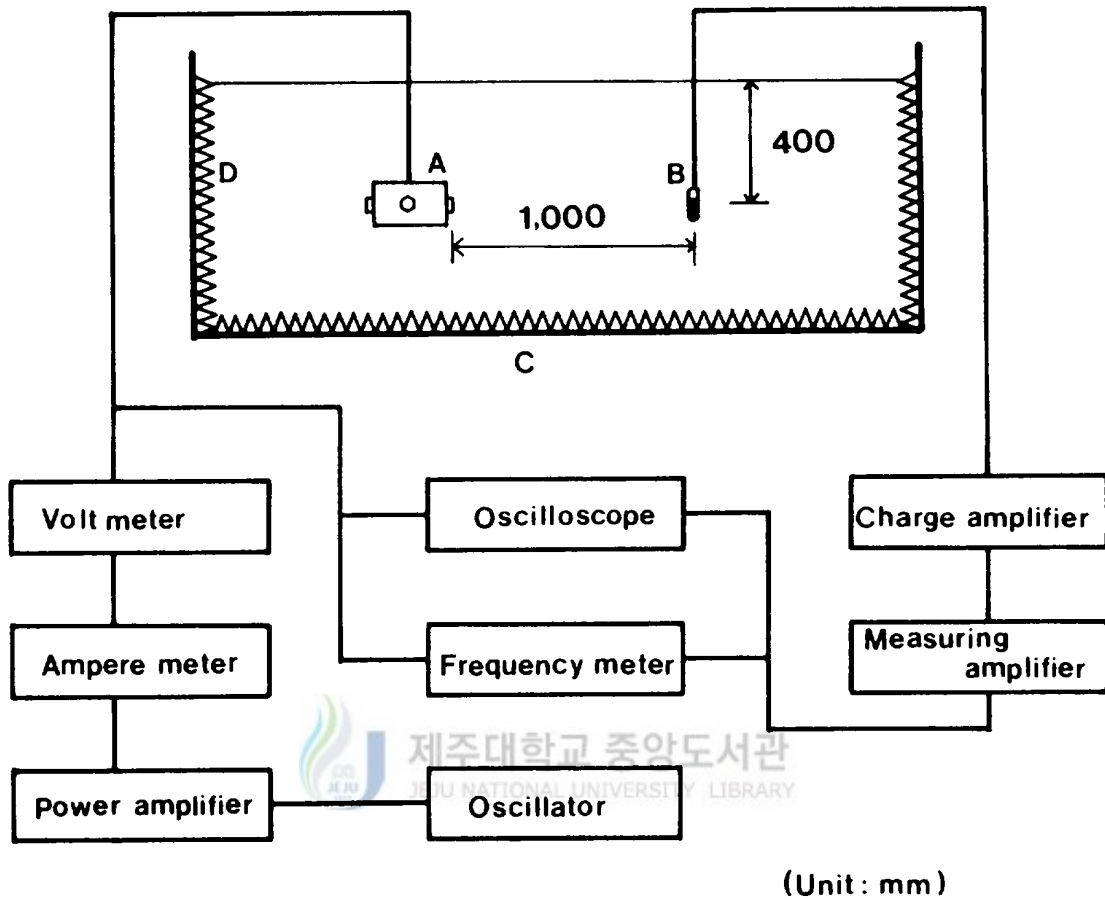 D
A
B
400
1,000
C
Volt meter
Oscilloscope
Charge amplifier
Ampere meter
Frequency meter
Measuring
amplifier
제주대학교 중앙도서관
JEJU NATIONAL UNIVERSITY LIBRARY
JEJU
Power amplifier
Oscillator
(Unit: mm)